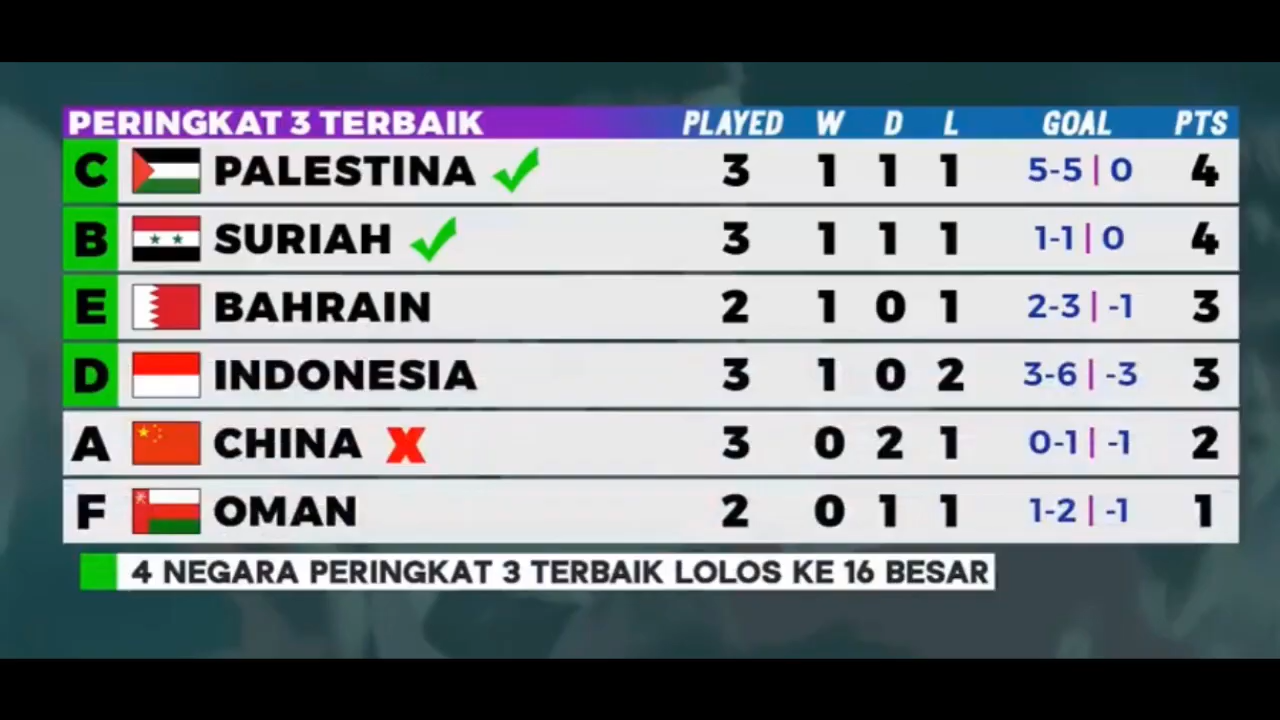 PERINGKAT 3 TERBAIK PLAYED W D L GOAL PTS
C PALESTINA 3 1 1 1 5-5 | 0 4
B SURIAH 3 1 1 1 1-1 | 0 4
E BAHRAIN 2 1 0 1 2-3 | -1 3
D INDONESIA 3 1 0 2 3-6 | -3 3
A CHINA X 3 0 2 1 0-1 | -1 2
F OMAN 2 0 1 1 1-2 | -1 1
4 NEGARA PERINGKAT 3 TERBAIK LOLOS KE 16 BESAR